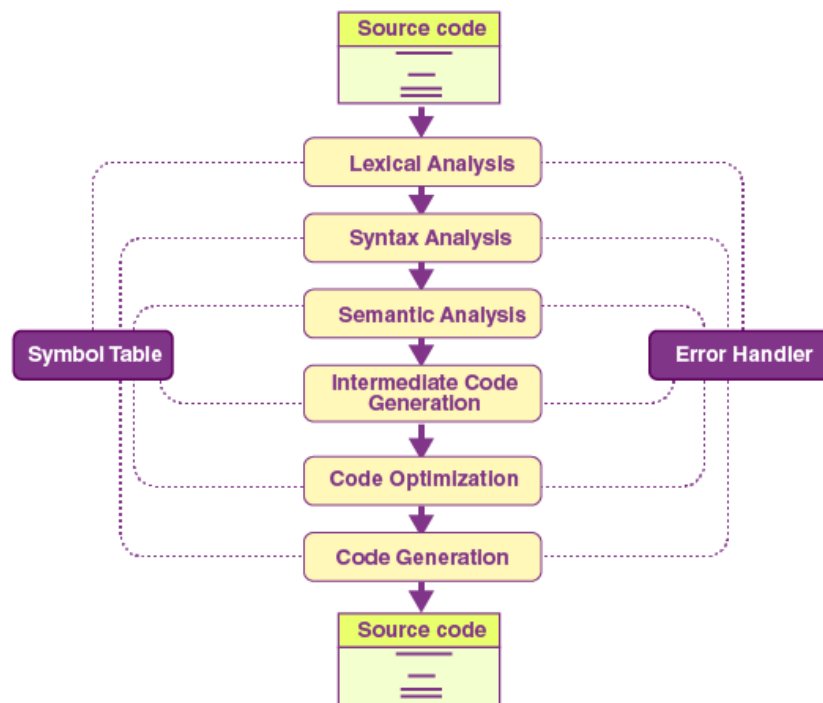 Source code
Lexical Analysis
Syntax Analysis
Semantic Analysis
Symbol Table
Error Handler
Intermediate Code
Generation
Code Optimization
Code Generation
Source code